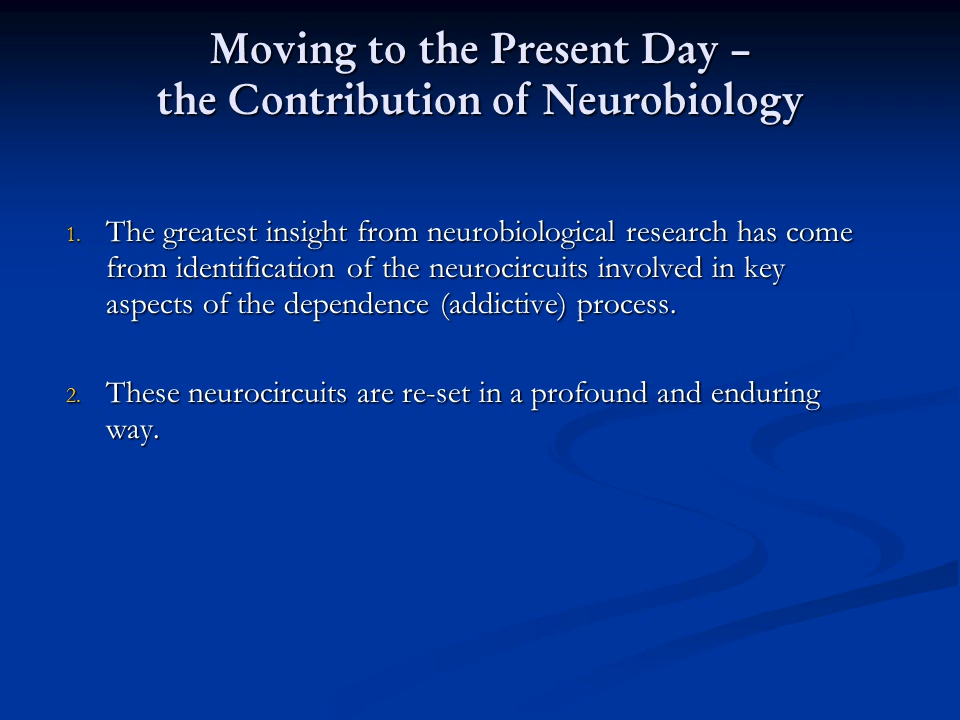 Moving to the Present Day –
the Contribution of Neurobiology
1. The greatest insight from neurobiological research has come
from identification of the neurocircuits involved in key
aspects of the dependence (addictive) process.
2. These neurocircuits are re-set in a profound and enduring
way.